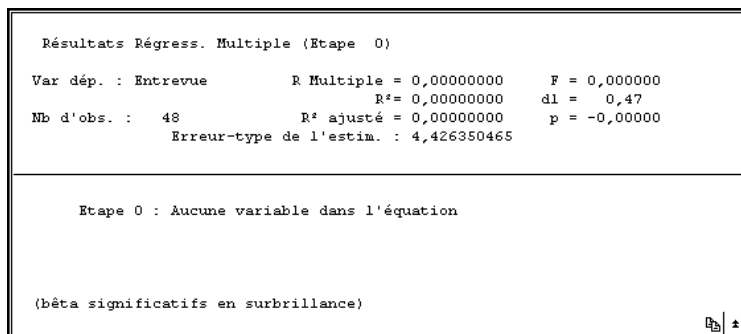 Résultats Régress. Multiple (Etape 0)
Var dép. : Entrevue R Multiple = 0,00000000 F = 0,000000
R²= 0,00000000 dl = 0,47
Nb d'obs. : 48 R² ajusté = 0,00000000 p = -0,00000
Erreur-type de l'estim. : 4,426350465
Etape 0 : Aucune variable dans l'équation
(bêta significatifs en surbrillance)